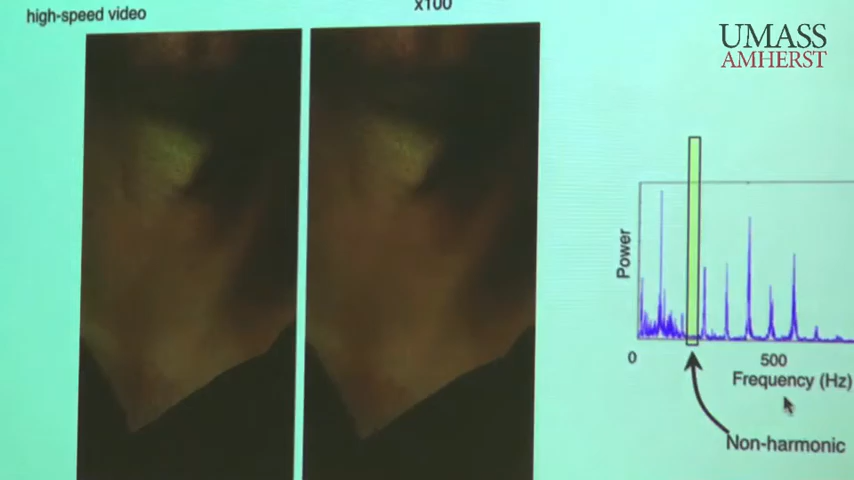 high-speed video
x100
UMASS
AMHERST
Power
0
500
Frequency (Hz)
Non-harmonic